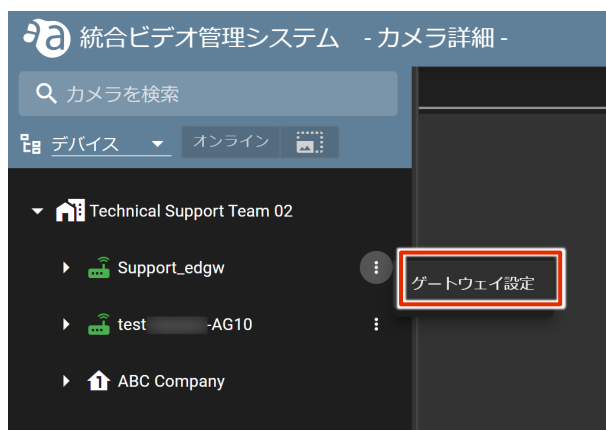 統合ビデオ管理システム - カメラ詳細 -
カメラを検索
デバイス オンライン
Technical Support Team 02
Support_edgw
ゲートウェイ設定
test -AG10
1 ABC Company